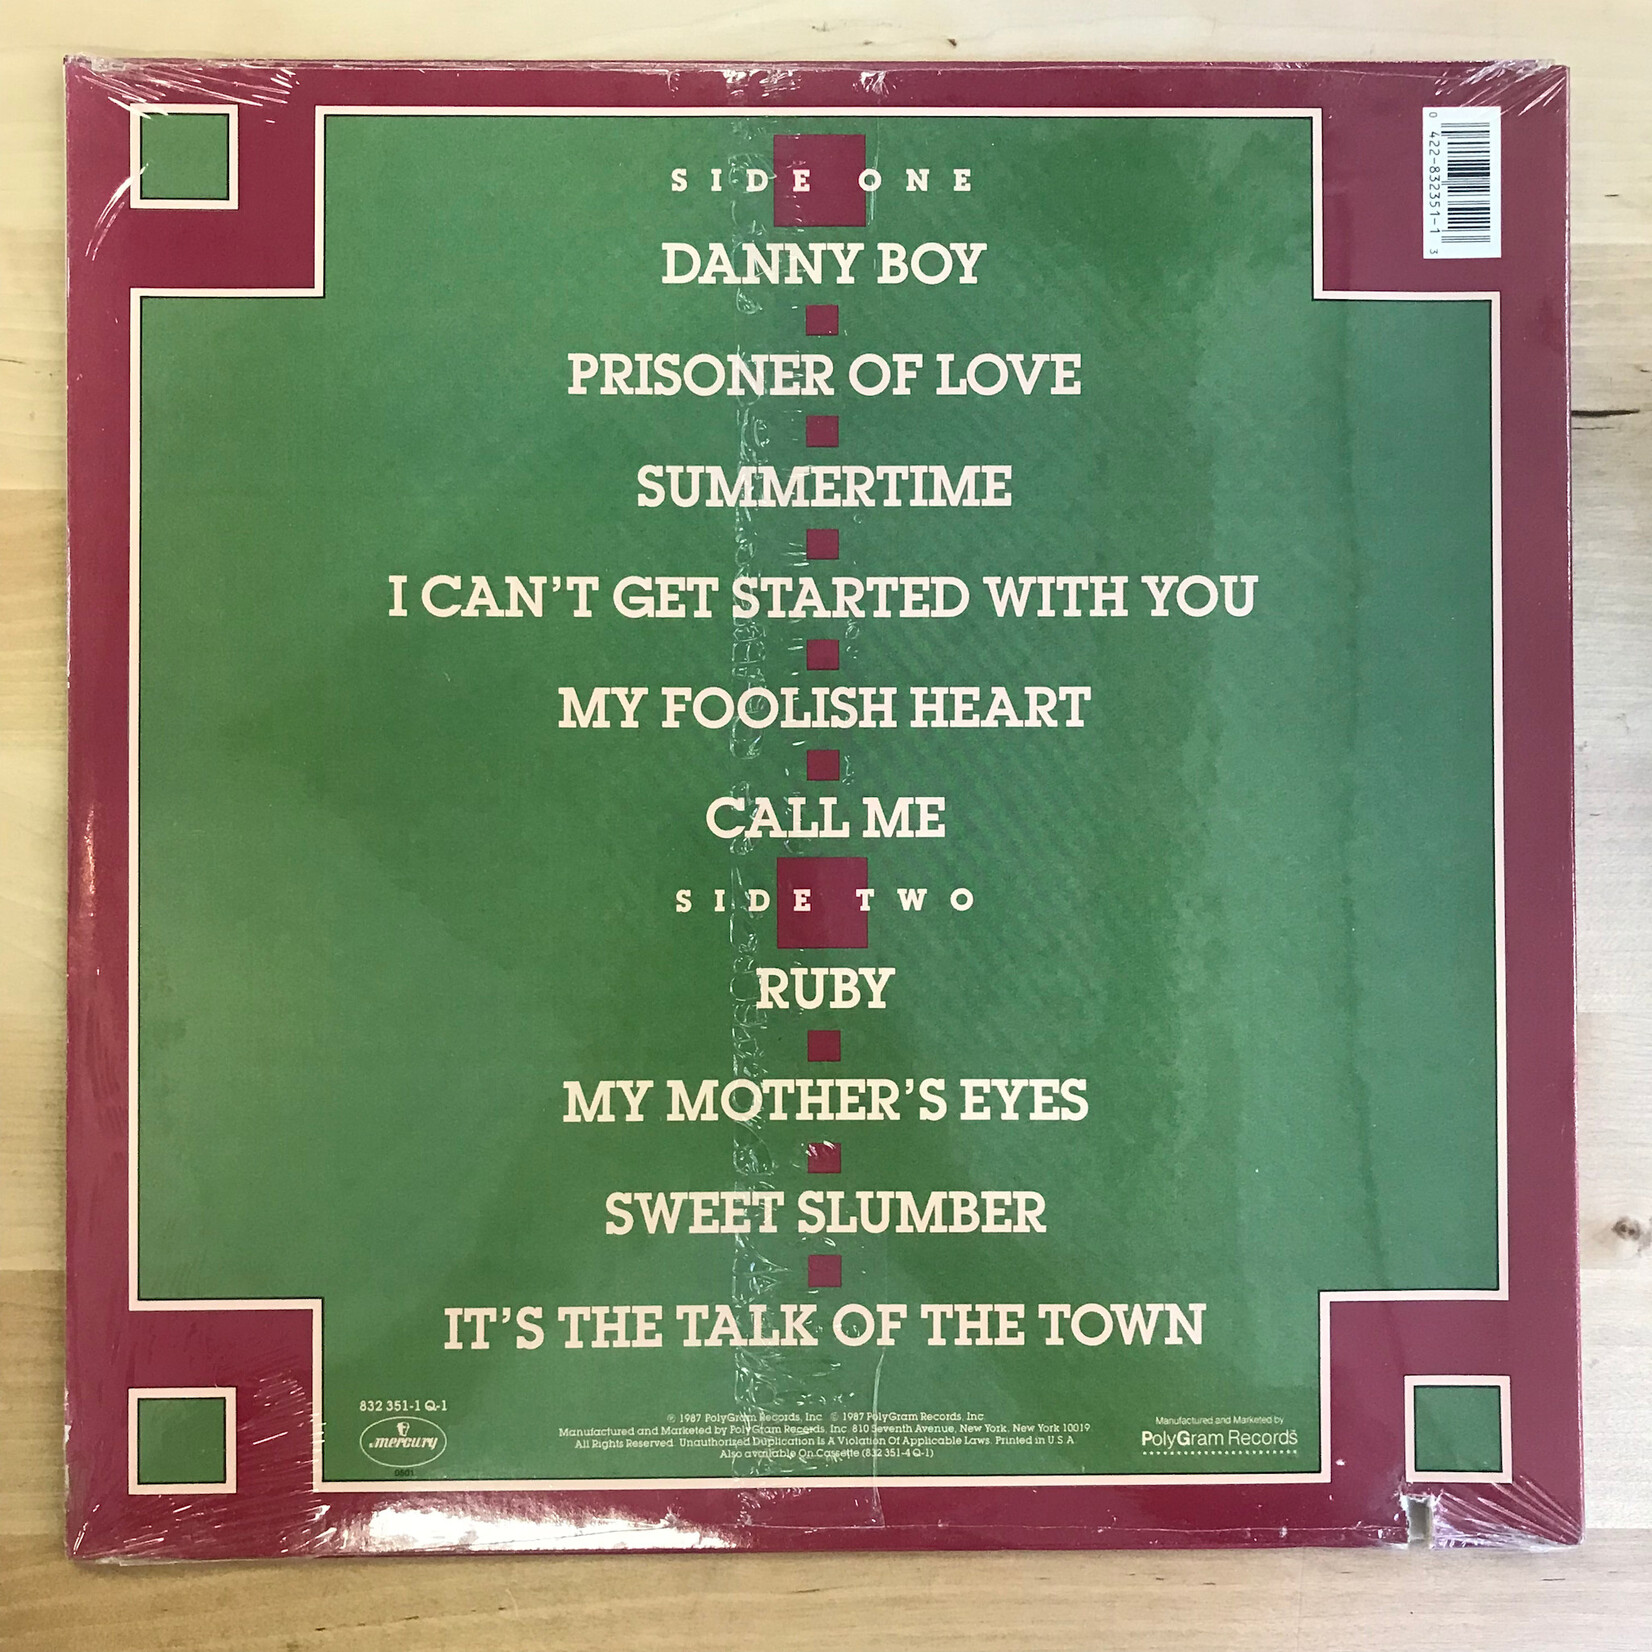 0 422-832351-1 3
SIDE ONE
DANNY BOY
PRISONER OF LOVE
SUMMERTIME
I CAN'T GET STARTED WITH YOU
MY FOOLISH HEART
CALL ME
SIDE TWO
RUBY
MY MOTHER'S EYES
SWEET SLUMBER
IT'S THE TALK OF THE TOWN
832 351-1 Q-1
mercury
0501
℗ 1987 PolyGram Records, Inc © 1987 PolyGram Records, Inc
Manufactured and Marketed by PolyGram Records, Inc. 810 Seventh Avenue, New York, New York 10019
All Rights Reserved. Unauthorized Duplication Is A Violation Of Applicable Laws. Printed in U.S.A.
Also available On Cassette (832 351-4 Q-1)
Manufactured and Marketed by
PolyGram Records